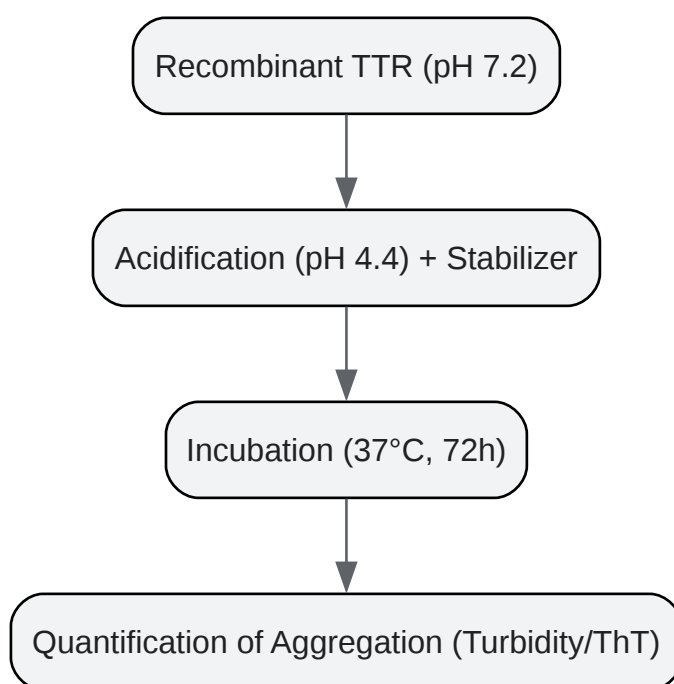 Recombinant TTR (pH 7.2)
Acidification (pH 4.4) + Stabilizer
Incubation (37°C, 72h)
Quantification of Aggregation (Turbidity/ThT)